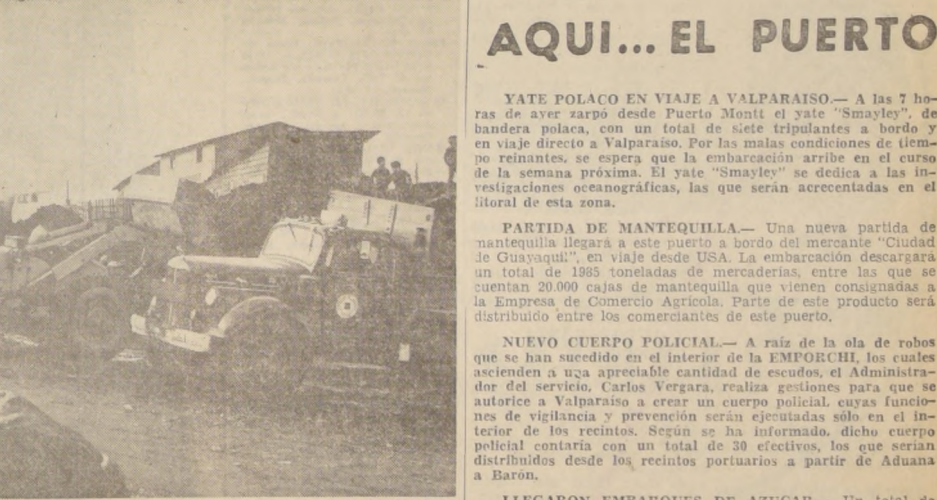 AQUI... EL PUERTO
YATE POLACO EN VIAJE A VALPARAISO.— A las 7 ho-
ras de ayer zarpó desde Puerto Montt el yate "Smayley", de
bandera polaca, con un total de siete tripulantes a bordo y
en viaje directo a Valparaíso. Por las malas condiciones de tiem-
po reinantes, se espera que la embarcación arribe en el curso
de la semana próxima. El yate "Smayley" se dedica a las in-
vestigaciones oceanográficas, las que serán acrecentadas en el
litoral de esta zona.
PARTIDA DE MANTEQUILLA.— Una nueva partida de
mantequilla llegará a este puerto a bordo del mercante "Ciudad
de Guayaquil", en viaje desde USA. La embarcación descargará
un total de 1985 toneladas de mercaderías, entre las que se
cuentan 20.000 cajas de mantequilla que vienen consignadas a
la Empresa de Comercio Agrícola. Parte de este producto será
distribuido entre los comerciantes de este puerto.
NUEVO CUERPO POLICIAL.— A raíz de la ola de robos
que se han sucedido en el interior de la EMPORCHI, los cuales
ascienden a una apreciable cantidad de escudos, el Administra-
dor del servicio, Carlos Vergara, realiza gestiones para que se
autorice a Valparaíso a crear un cuerpo policial, cuyas funcio-
nes de vigilancia y prevención serán ejecutadas sólo en el in-
terior de los recintos. Según se ha informado, dicho cuerpo
policial contaría con un total de 30 efectivos, los que serían
distribuidos desde los recintos portuarios a partir de Aduana
a Barón.
LLEGARON EMBARQUES DE AZUCAR.— Un total de